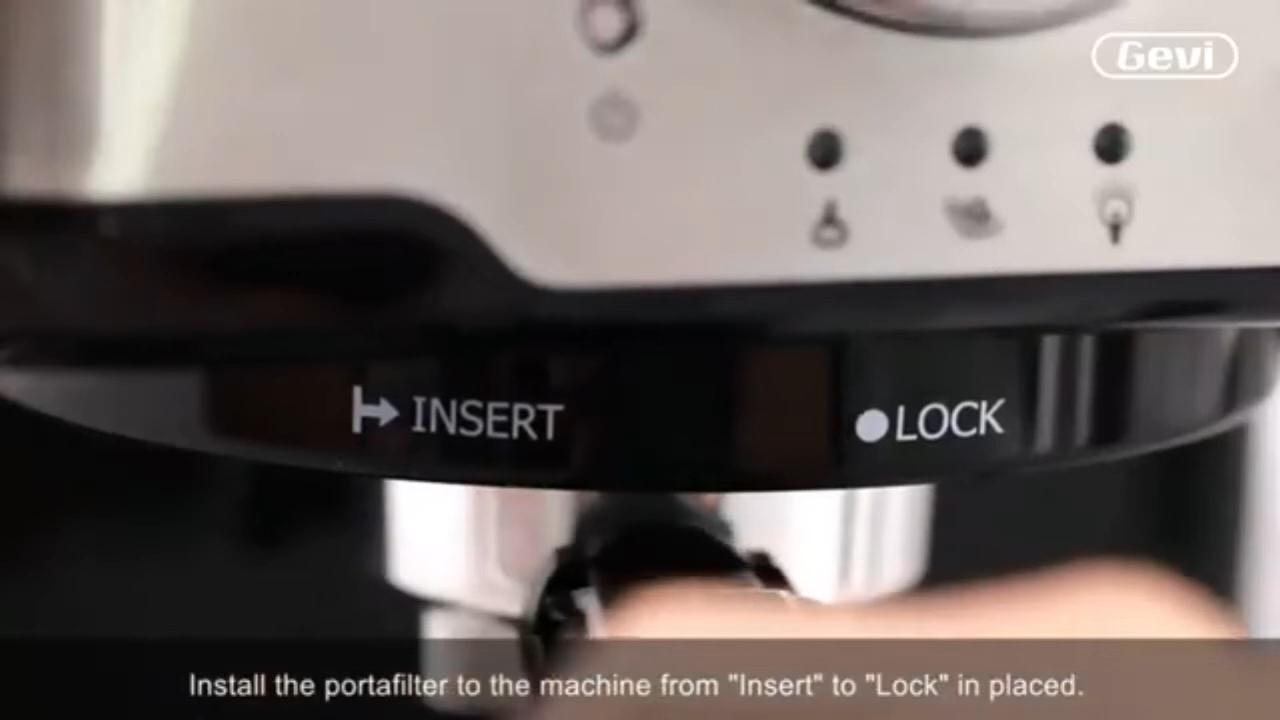 Gevi
INSERT
LOCK
Install the portafilter to the machine from "Insert" to "Lock" in placed.